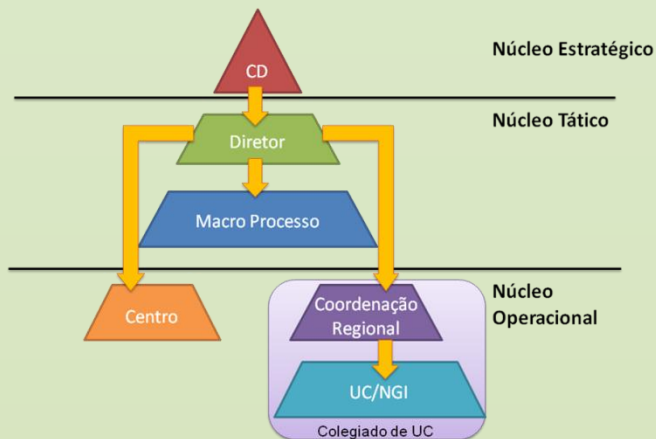 Núcleo Estratégico
CD
Núcleo Tático
Diretor
Macro Processo
Núcleo
Operacional
Centro
Coordenação
Regional
UC/NGI
Colegiado de UC